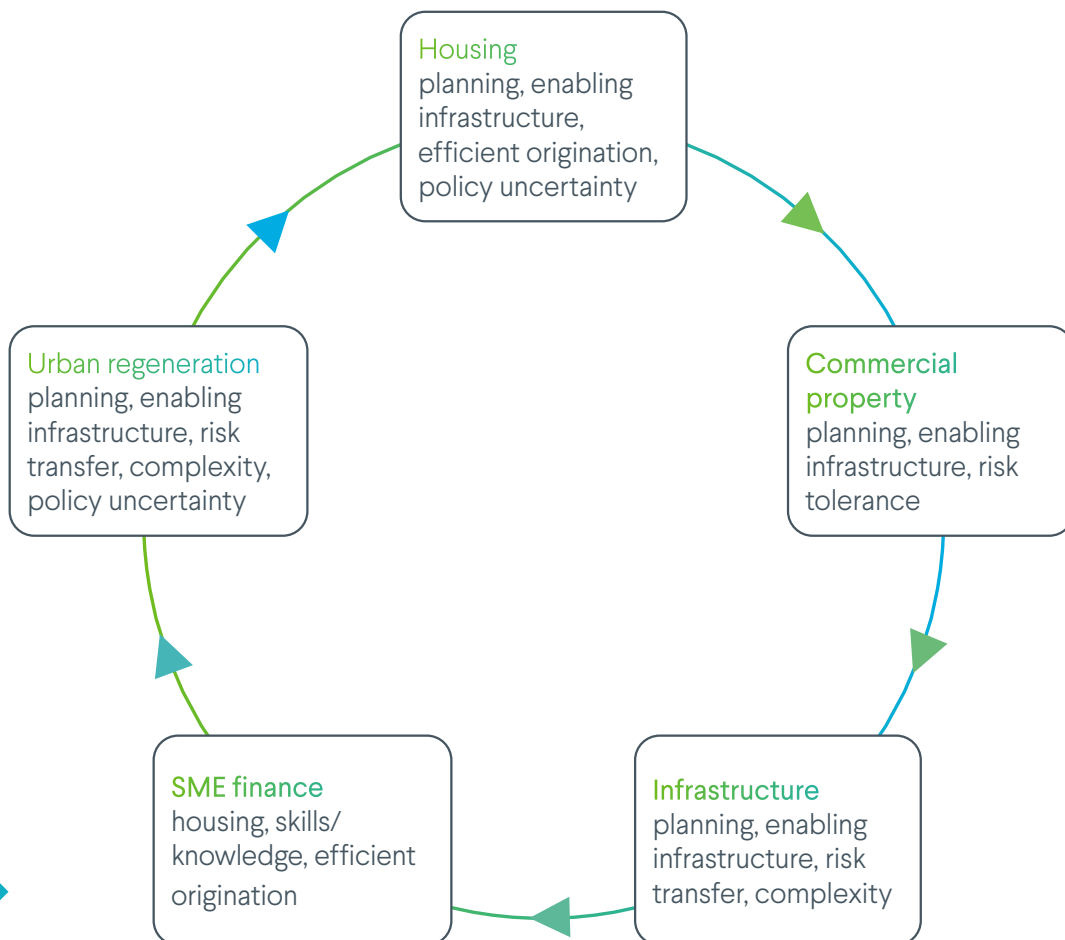 Housing
planning, enabling
infrastructure,
efficient origination,
policy uncertainty
Commercial
property
planning, enabling
infrastructure, risk
tolerance
Infrastructure
planning, enabling
infrastructure, risk
transfer, complexity
SME finance
housing, skills/
knowledge, efficient
origination
Urban regeneration
planning, enabling
infrastructure, risk
transfer, complexity,
policy uncertainty